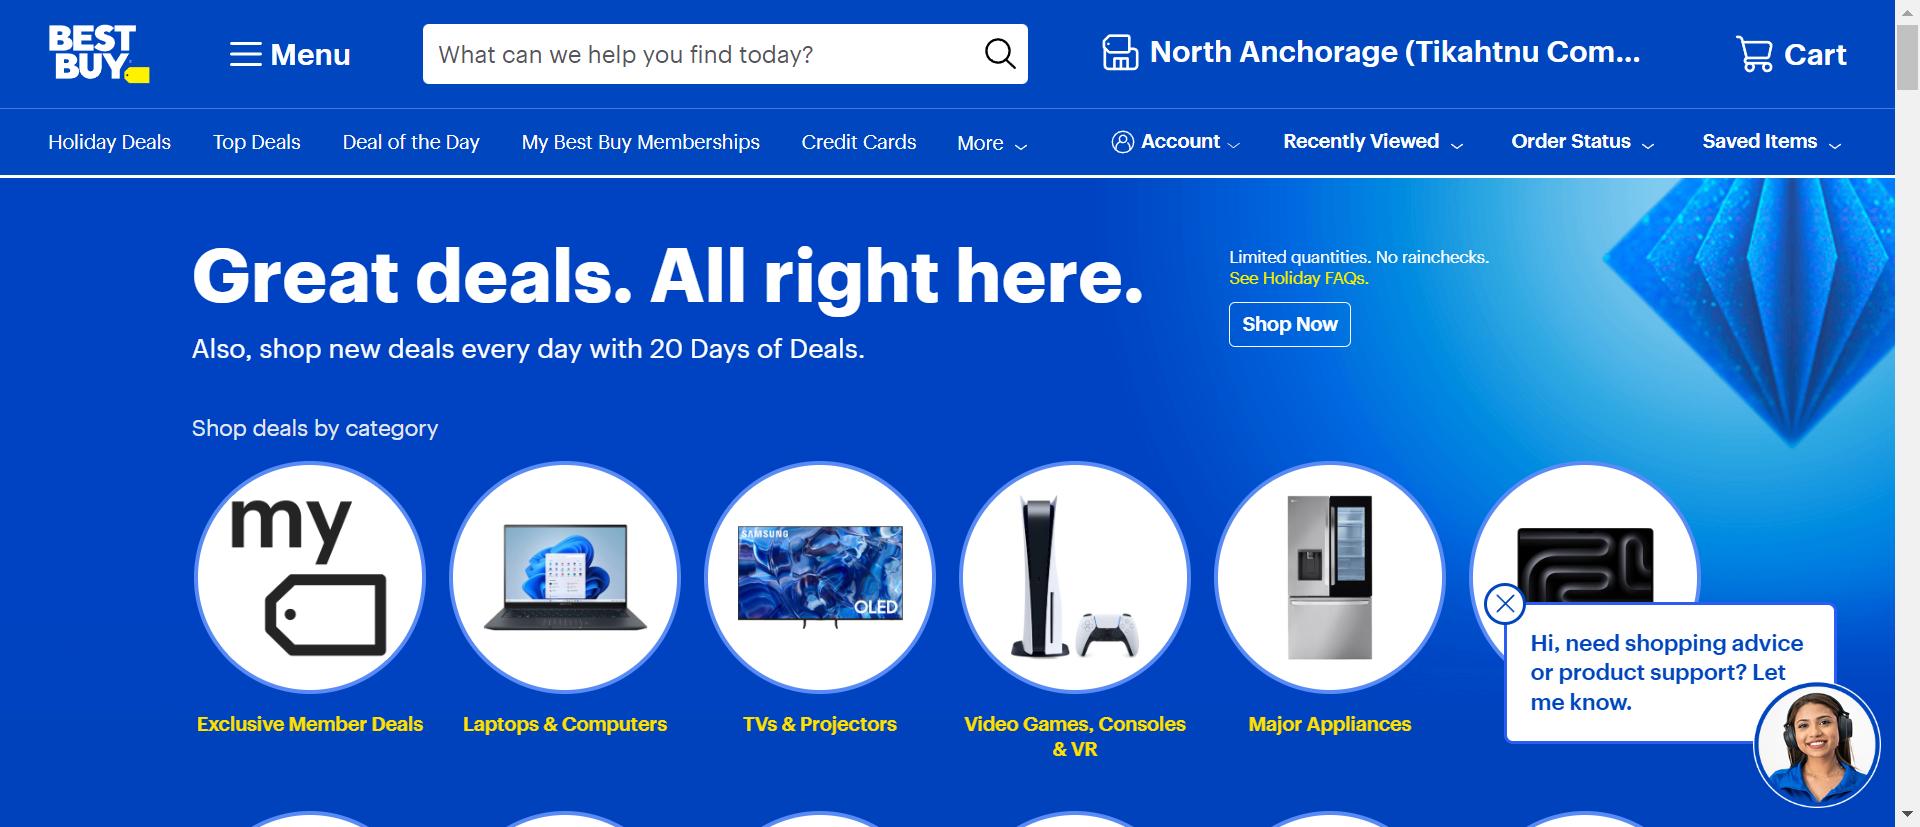 BEST
BUY
Menu
What can we help you find today?
North Anchorage (Tikahtnu Com...
Cart
Holiday Deals
Top Deals
Deal of the Day
My Best Buy Memberships
Credit Cards
More
Account
Recently Viewed
Order Status
Saved Items
Great deals. All right here.
Also, shop new deals every day with 20 Days of Deals.
Limited quantities. No rainchecks.
See Holiday FAQs.
Shop Now
Shop deals by category
my
SAMSUNG
OLED
Exclusive Member Deals
Laptops & Computers
TVs & Projectors
Video Games, Consoles
& VR
Major Appliances
Hi, need shopping advice
or product support? Let
me know.